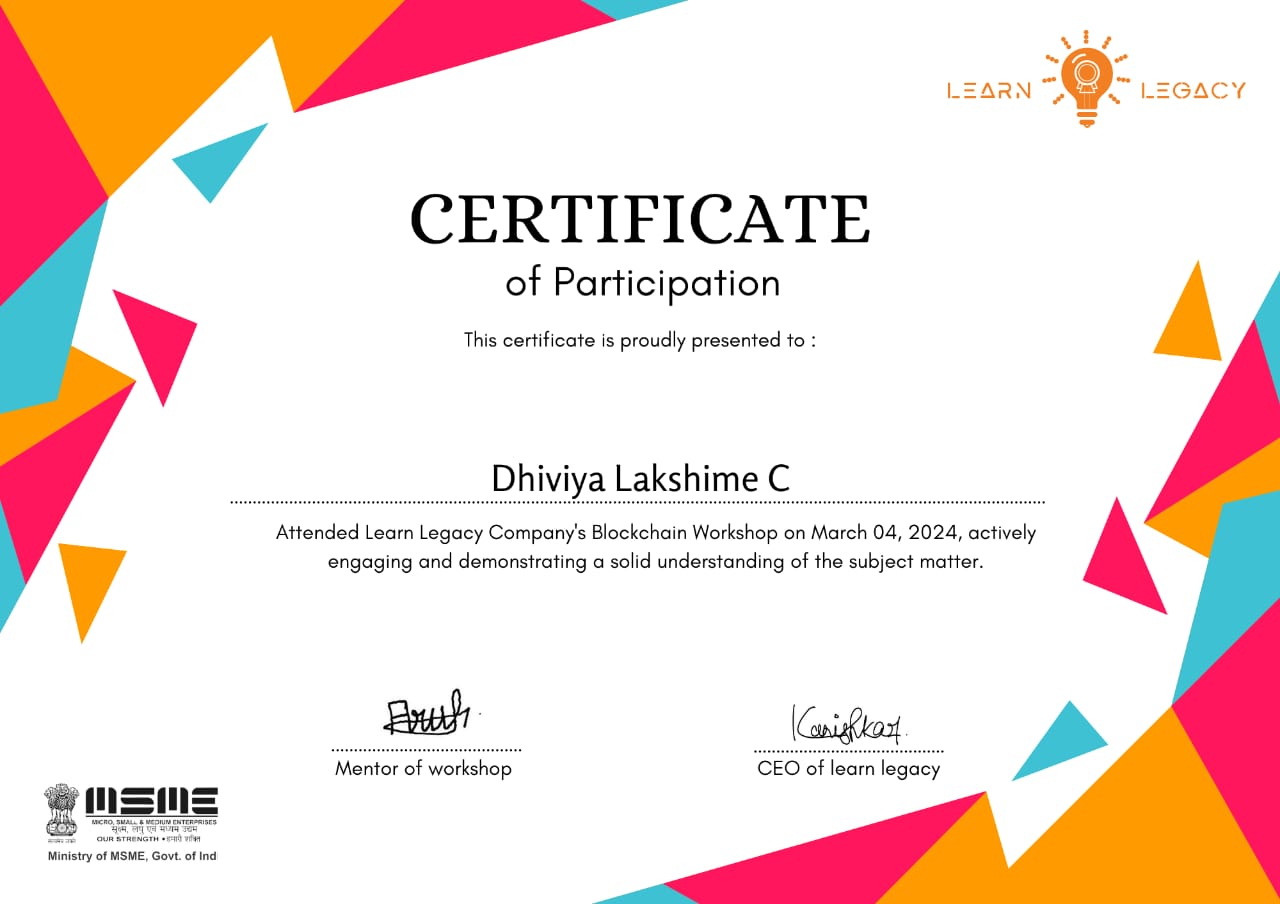 LEARN LEGACY
CERTIFICATE
of Participation
This certificate is proudly presented to :
Dhiviya Lakshime C
Attended Learn Legacy Company's Blockchain Workshop on March 04, 2024, actively
engaging and demonstrating a solid understanding of the subject matter.
Mentor of workshop
Kanishkar.
CEO of learn legacy
MSME
MICRO, SMALL & MEDIUM ENTERPRISES
सूक्ष्म, लघु एवं मध्यम उद्यम
OUR STRENGTH • हमारी शक्ति
सत्यमेव जयते
Ministry of MSME, Govt. of Ind